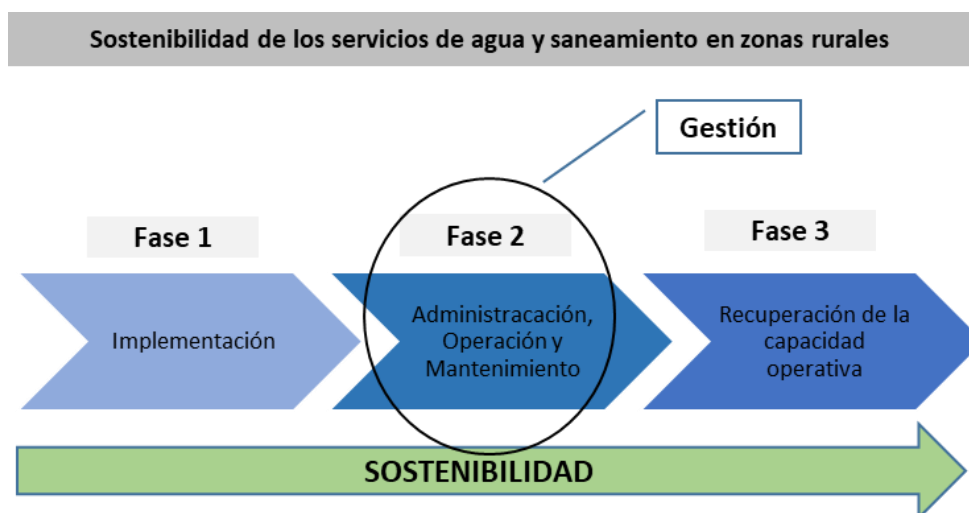 Sostenibilidad de los servicios de agua y saneamiento en zonas rurales
Gestión
Fase 1
Fase 2
Fase 3
Implementación
Administracación,
Operación y
Mantenimiento
Recuperación de la
capacidad
operativa
SOSTENIBILIDAD